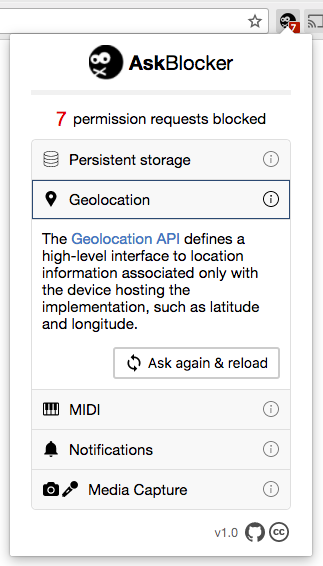 7
AskBlocker
7 permission requests blocked
Persistent storage
Geolocation
The Geolocation API defines a
high-level interface to location
information associated only with
the device hosting the
implementation, such as latitude
and longitude.
Ask again & reload
MIDI
Notifications
Media Capture
v1.0